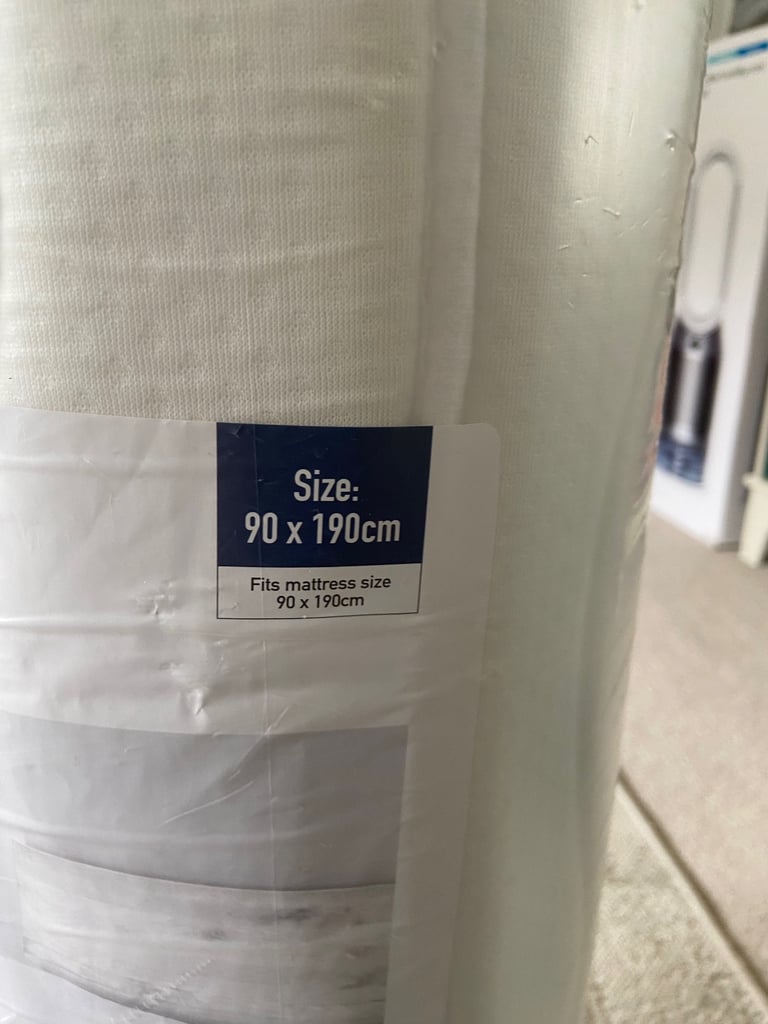 Size:
90 x 190cm
Fits mattress size
90 x 190cm